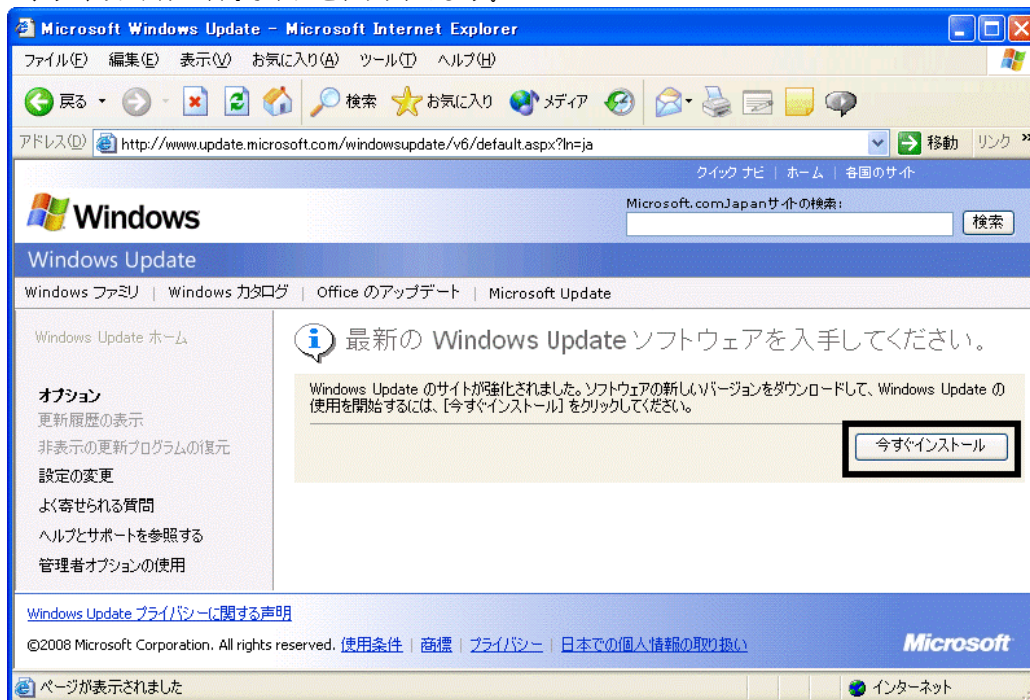 Microsoft Windows Update - Microsoft Internet Explorer
ファイル(F) 編集(E) 表示(V) お気に入り(A) ツール(T) ヘルプ(H)
戻る 検索 お気に入り メディア
アドレス(D) http://www.update.microsoft.com/windowsupdate/v6/default.aspx?ln=ja 移動 リンク »
クイック ナビ | ホーム | 各国のサイト
Windows
Microsoft.comJapanサイトの検索:
検索
Windows Update
Windows ファミリ | Windows カタログ | Office のアップデート | Microsoft Update
Windows Update ホーム
最新の Windows Update ソフトウェアを入手してください。
Windows Update のサイトが強化されました。ソフトウェアの新しいバージョンをダウンロードして、Windows Update の
使用を開始するには、[今すぐインストール] をクリックしてください。
今すぐインストール
オプション
更新履歴の表示
非表示の更新プログラムの復元
設定の変更
よく寄せられる質問
ヘルプとサポートを参照する
管理者オプションの使用
Windows Update プライバシーに関する声明
©2008 Microsoft Corporation. All rights reserved. 使用条件 | 商標 | プライバシー | 日本での個人情報の取り扱い
Microsoft
ページが表示されました
インターネット